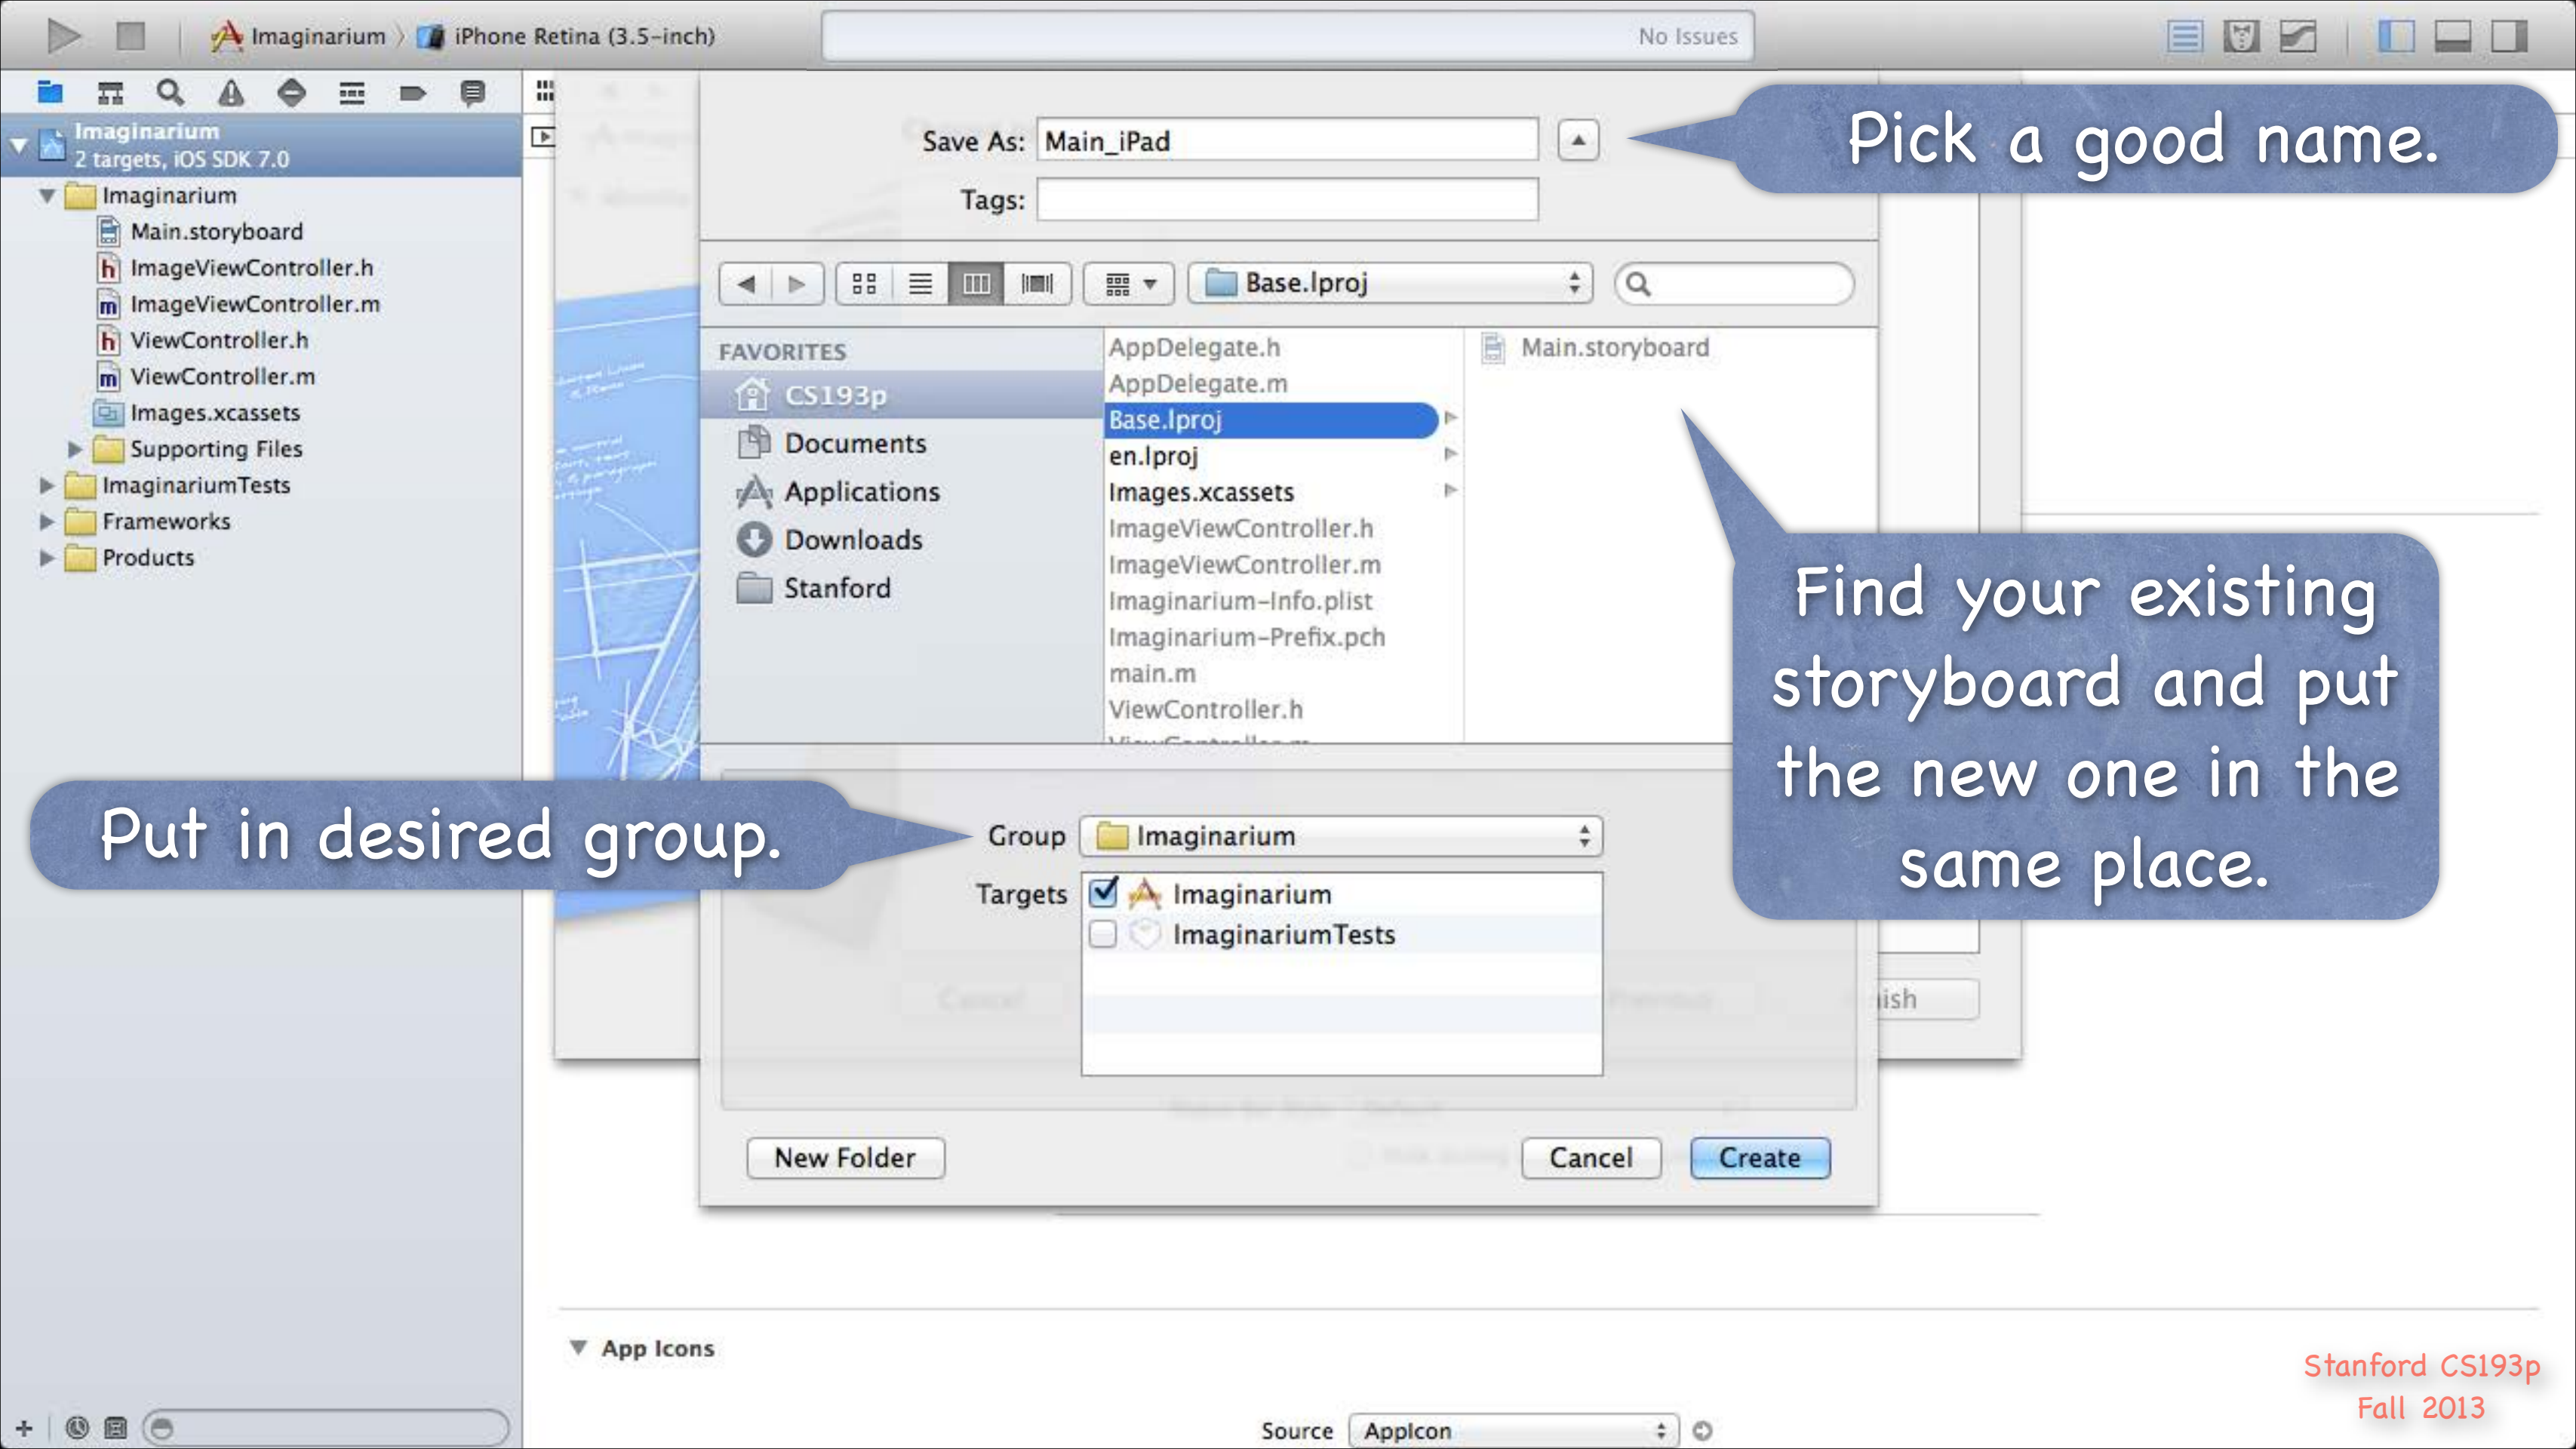 Imaginarium 〉 iPhone Retina (3.5-inch)
No Issues
Imaginarium
2 targets, iOS SDK 7.0
Imaginarium
Main.storyboard
ImageViewController.h
ImageViewController.m
ViewController.h
ViewController.m
Images.xcassets
Supporting Files
ImaginariumTests
Frameworks
Products
Save As: Main_iPad
Tags:
Pick a good name.
Base.lproj
FAVORITES
CS193p
Documents
Applications
Downloads
Stanford
AppDelegate.h
AppDelegate.m
Base.lproj
en.lproj
Images.xcassets
ImageViewController.h
ImageViewController.m
Imaginarium-Info.plist
Imaginarium-Prefix.pch
main.m
ViewController.h
ViewController.m
Main.storyboard
Find your existing
storyboard and put
the new one in the
same place.
Put in desired group.
Group Imaginarium
Targets Imaginarium
ImaginariumTests
Cancel
ish
New Folder
Cancel
Create
App Icons
Source AppIcon
Stanford CS193p
Fall 2013